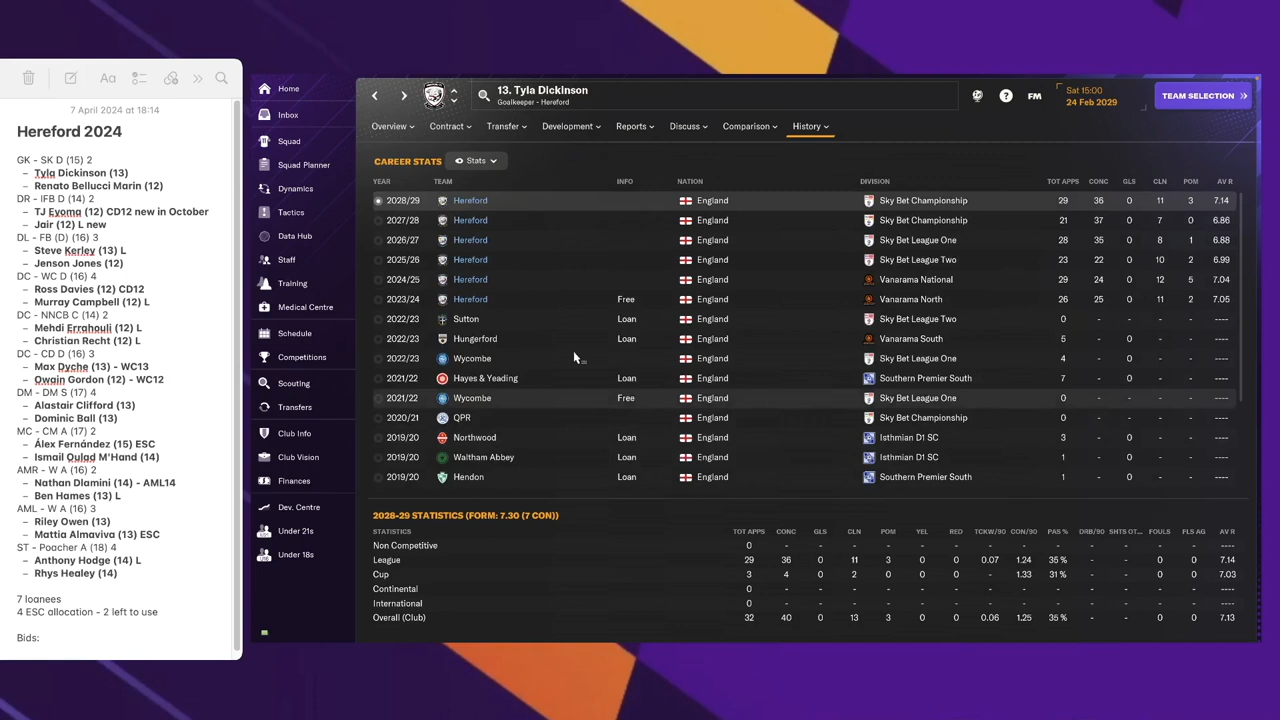 7 April 2024 at 18:14
Hereford 2024
GK - SK D (15) 2
– Tyla Dickinson (13)
– Renato Bellucci Marin (12)
DR - IFB D (14) 2
– TJ Eyoma (12) CD12 new in October
– Jair (12) L new
DL - FB (D) (16) 3
– Steve Kerley (13) L
– Jenson Jones (12)
DC - WC D (16) 4
– Ross Davies (12) CD12
– Murray Campbell (12) L
DC - NNCB C (14) 2
– Mehdi Errahouli (12) L
– Christian Recht (12) L
DC - CD D (16) 3
– Max Dyche (13) - WC13
– Owain Gordon (12) - WC12
DM - DM S (17) 4
– Alastair Clifford (13)
– Dominic Ball (13)
MC - CM A (17) 2
– Álex Fernández (15) ESC
– Ismail Oulad M'Hand (14)
AMR - W A (16) 2
– Nathan Dlamini (14) - AML14
– Ben Hames (13) L
AML - W A (16) 3
– Riley Owen (13)
– Mattia Almaviva (13) ESC
ST - Poacher A (18) 4
– Anthony Hodge (14) L
– Rhys Healey (14)
7 loanees
4 ESC allocation - 2 left to use
Bids:
Home
Inbox
Squad
Squad Planner
Dynamics
Tactics
Data Hub
Staff
Training
Medical Centre
Schedule
Competitions
Scouting
Transfers
Club Info
Club Vision
Finances
Dev. Centre
Under 21s
Under 18s
13. Tyla Dickinson
Goalkeeper - Hereford
FM
Sat 15:00
24 Feb 2029
TEAM SELECTION
Overview Contract Transfer Development Reports Discuss Comparison History
CAREER STATS Stats
YEAR TEAM INFO NATION DIVISION TOT APPS CONC GLS CLN POM AV R
2028/29 Hereford England Sky Bet Championship 29 36 0 11 3 7.14
2027/28 Hereford England Sky Bet Championship 21 37 0 7 0 6.86
2026/27 Hereford England Sky Bet League One 28 35 0 8 1 6.88
2025/26 Hereford England Sky Bet League Two 23 22 0 10 2 6.99
2024/25 Hereford England Vanarama National 29 24 0 12 5 7.04
2023/24 Hereford Free England Vanarama North 26 25 0 11 2 7.05
2022/23 Sutton Loan England Sky Bet League Two 0 - 0 - - ----
2022/23 Hungerford Loan England Vanarama South 5 - 0 - - ----
2022/23 Wycombe England Sky Bet League One 4 - 0 - - ----
2021/22 Hayes & Yeading Loan England Southern Premier South 7 - 0 - - ----
2021/22 Wycombe Free England Sky Bet League One 0 - 0 - - ----
2020/21 QPR England Sky Bet Championship 0 - 0 - - ----
2019/20 Northwood Loan England Isthmian D1 SC 3 - 0 - - ----
2019/20 Waltham Abbey Loan England Isthmian D1 SC 1 - 0 - - ----
2019/20 Hendon Loan England Southern Premier South 1 - 0 - - ----
2028-29 STATISTICS (FORM: 7.30 (7 CON))
STATISTICS TOT APPS CONC GLS CLN POM YEL RED TCKW/90 CON/90 PAS % DRB/90 SHTS OT... FOULS FLS AG AV R
Non Competitive 0 - - - - - - - - - - - - - ----
League 29 36 0 11 3 0 0 0.07 1.24 35 % - - 0 0 7.14
Cup 3 4 0 2 0 0 0 - 1.33 31 % - - 0 0 7.03
Continental 0 - - - - - - - - - - - - - ----
International 0 - - - - - - - - - - - - - ----
Overall (Club) 32 40 0 13 3 0 0 0.06 1.25 35 % - - 0 0 7.13